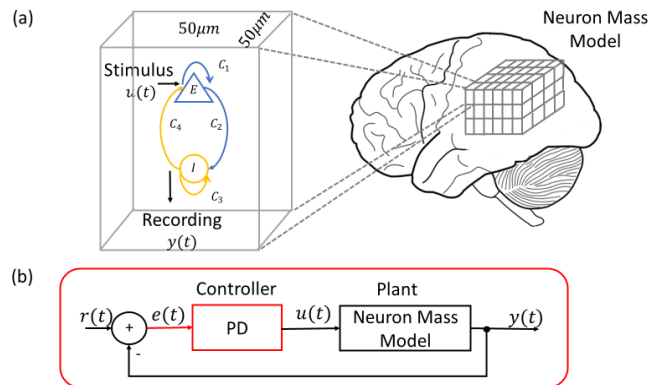 (a)
Neuron Mass
Model
50μm
50μm
Stimulus
u(t)
C₁
E
C₄
C₂
I
C₃
Recording
y(t)
(b)
Controller
Plant
r(t)
+
-
e(t)
PD
u(t)
Neuron Mass
Model
y(t)